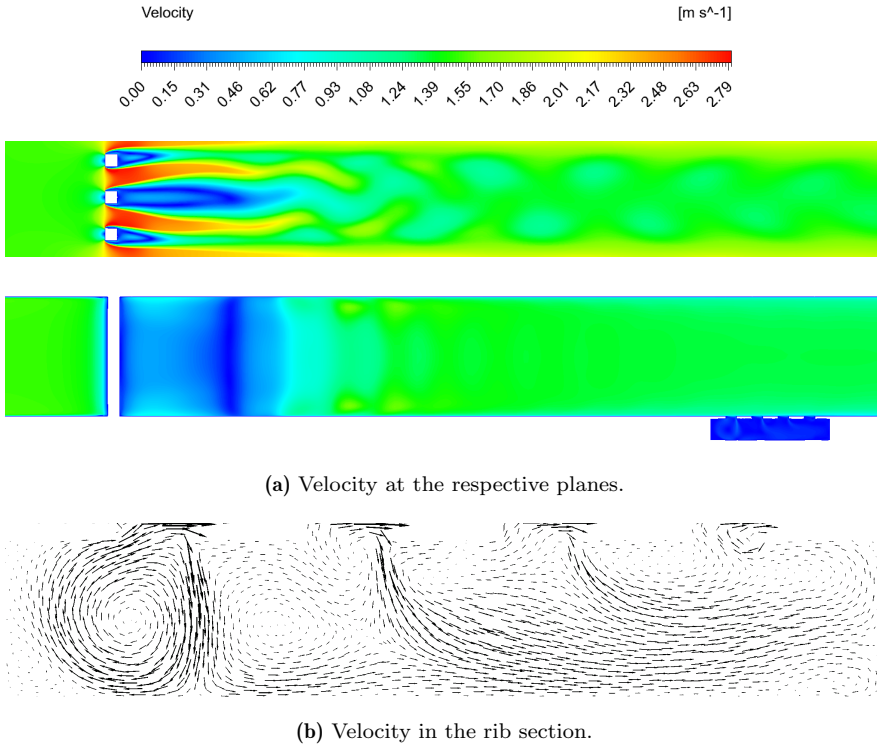 Velocity [m s^-1]
0.00 0.15 0.31 0.46 0.62 0.77 0.93 1.08 1.24 1.39 1.55 1.70 1.86 2.01 2.17 2.32 2.48 2.63 2.79
(a) Velocity at the respective planes.
(b) Velocity in the rib section.